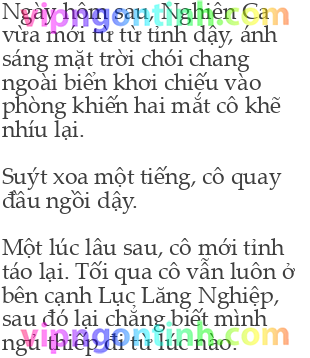 Ngày hôm sau, Nghiên Ca
vừa mới từ từ tỉnh dậy, ánh
sáng mặt trời chói chang
ngoài biển khơi chiếu vào
phòng khiến hai mắt cô khẽ
nhíu lại.
Suýt xoa một tiếng, cô quay
đầu ngồi dậy.
Một lúc lâu sau, cô mới tỉnh
táo lại. Tối qua cô vẫn luôn ở
bên cạnh Lục Lăng Nghiệp,
sau đó lại chẳng biết mình
ngủ thiếp đi từ lúc nào.
vipngontinh.com
vipngontinh.com